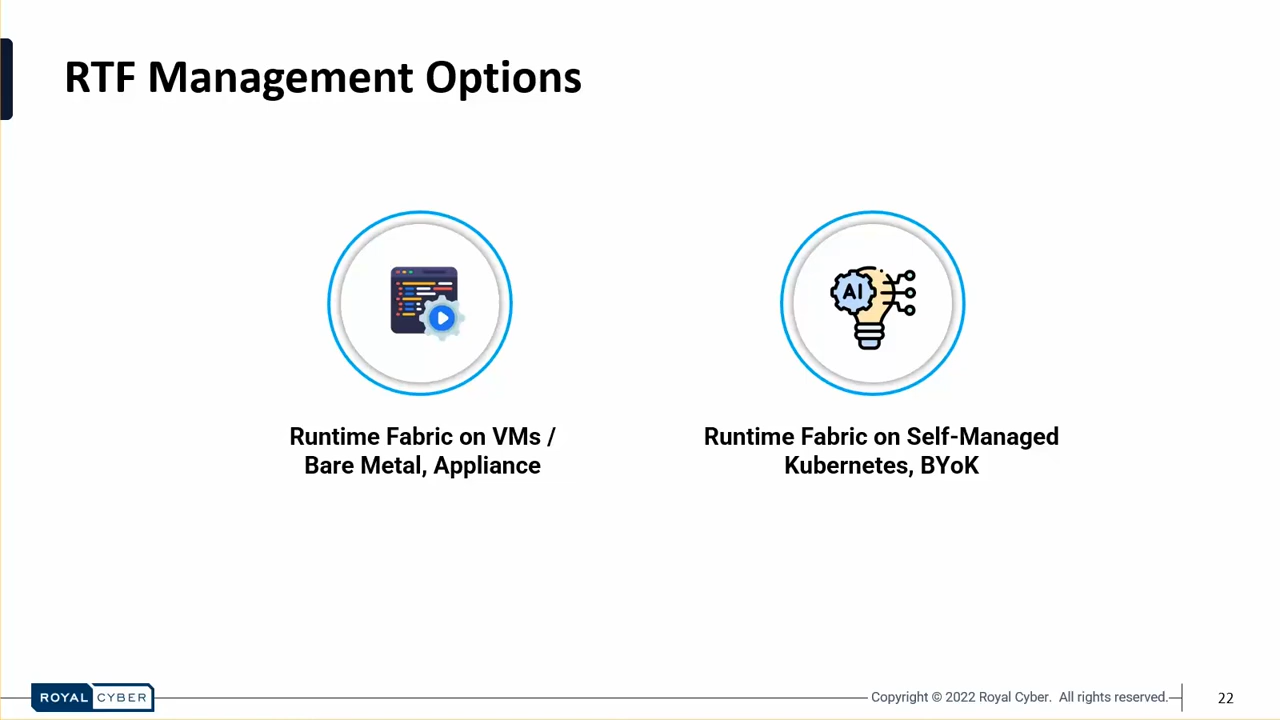 RTF Management Options
AI
Runtime Fabric on VMs /
Bare Metal, Appliance
Runtime Fabric on Self-Managed
Kubernetes, BYoK
ROYAL CYBER
Copyright © 2022 Royal Cyber. All rights reserved.
22